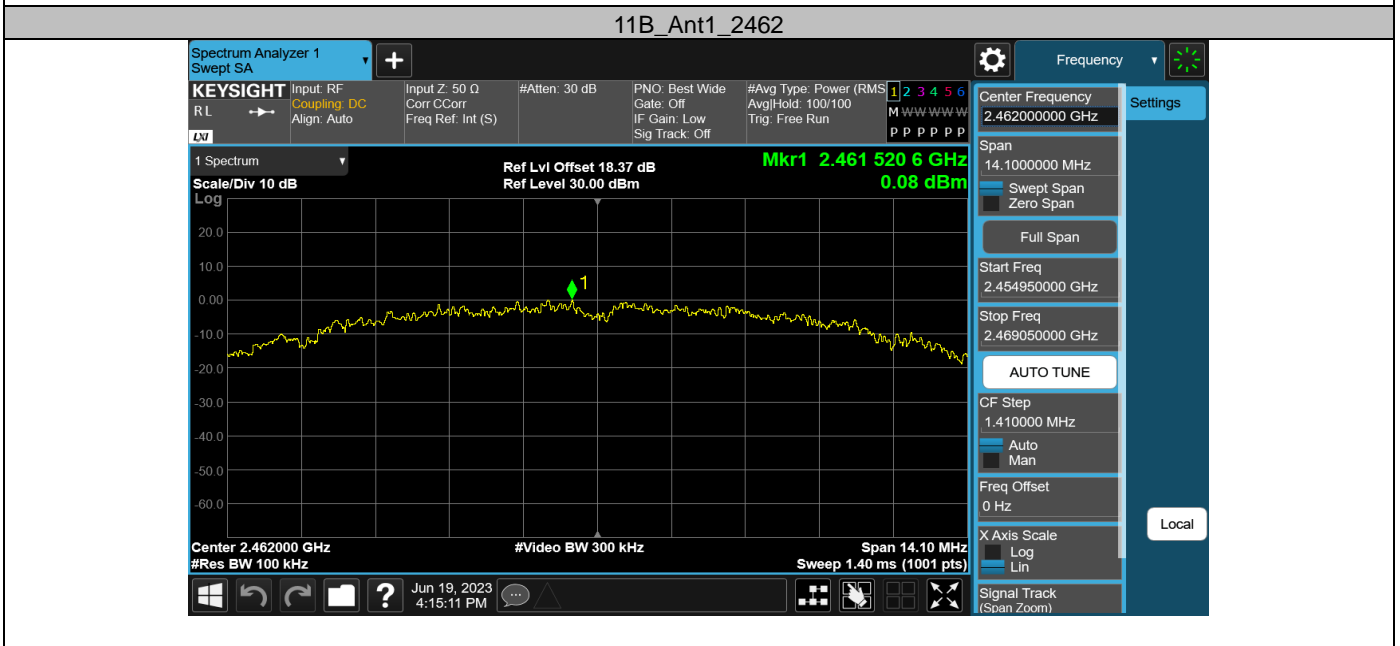 11B_Ant1_2462
Spectrum Analyzer 1
Swept SA
Frequency
KEYSIGHT
R L
LXI
Input: RF
Coupling: DC
Align: Auto
Input Z: 50 Ω
Corr CCorr
Freq Ref: Int (S)
#Atten: 30 dB
PNO: Best Wide
Gate: Off
IF Gain: Low
Sig Track: Off
#Avg Type: Power (RMS
Avg|Hold: 100/100
Trig: Free Run
1 2 3 4 5 6
M W W W W W
P P P P P P
1 Spectrum
Scale/Div 10 dB
Ref Lvl Offset 18.37 dB
Ref Level 30.00 dBm
Mkr1 2.461 520 6 GHz
0.08 dBm
Log
20.0
10.0
0.00
-10.0
-20.0
-30.0
-40.0
-50.0
-60.0
1
Center 2.462000 GHz
#Res BW 100 kHz
#Video BW 300 kHz
Span 14.10 MHz
Sweep 1.40 ms (1001 pts)
Jun 19, 2023
4:15:11 PM
Center Frequency
2.462000000 GHz
Span
14.1000000 MHz
Swept Span
Zero Span
Full Span
Start Freq
2.454950000 GHz
Stop Freq
2.469050000 GHz
AUTO TUNE
CF Step
1.410000 MHz
Auto
Man
Freq Offset
0 Hz
X Axis Scale
Log
Lin
Signal Track
(Span Zoom)
Settings
Local